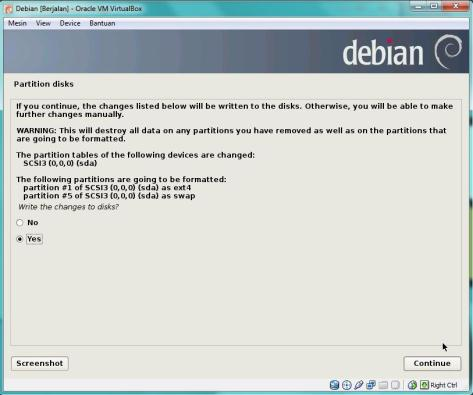 Debian [Berjalan] - Oracle VM VirtualBox
Mesin View Device Bantuan
debian
Partition disks
If you continue, the changes listed below will be written to the disks. Otherwise, you will be able to make
further changes manually.
WARNING: This will destroy all data on any partitions you have removed as well as on the partitions that
are going to be formatted.
The partition tables of the following devices are changed:
SCSI3 (0,0,0) (sda)
The following partitions are going to be formatted:
partition #1 of SCSI3 (0,0,0) (sda) as ext4
partition #5 of SCSI3 (0,0,0) (sda) as swap
Write the changes to disks?
No
Yes
Screenshot
Continue
Right Ctrl